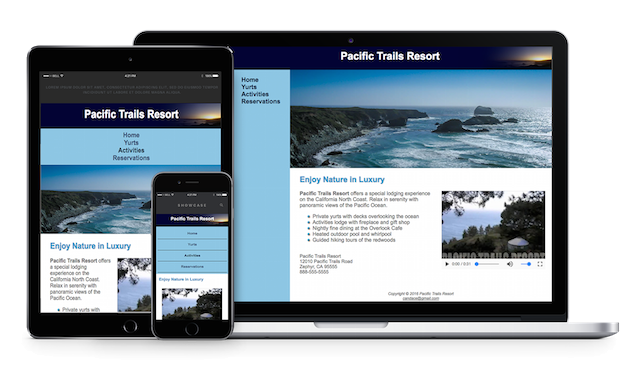 Pacific Trails Resort
Home
Yurts
Activities
Reservations
Enjoy Nature in Luxury
Pacific Trails Resort offers a special lodging experience
on the California North Coast. Relax in serenity with
panoramic views of the Pacific Ocean.
Private yurts with decks overlooking the ocean
Activities lodge with fireplace and gift shop
Nightly fine dining at the Overlook Cafe
Heated outdoor pool and whirlpool
Guided hiking tours of the redwoods
Pacific Trails Resort
12010 Pacific Trails Road
Zephyr, CA 95555
888-555-5555
0:00 / 0:01
Copyright © Pacific Trails Resort
4:21 PM
Pacific Trails Resort
Home
Yurts
Activities
Reservations
Enjoy Nature in Luxury
Pacific Trails Resort offers
a special lodging
experience on the
California North Coast.
Relax in serenity with
panoramic views of the
Pacific Ocean.
Private yurts with
4:21 PM
SHOWCASE
Pacific Trails Resort
Home
Yurts
Activities
Reservations
Enjoy Nature in Luxury